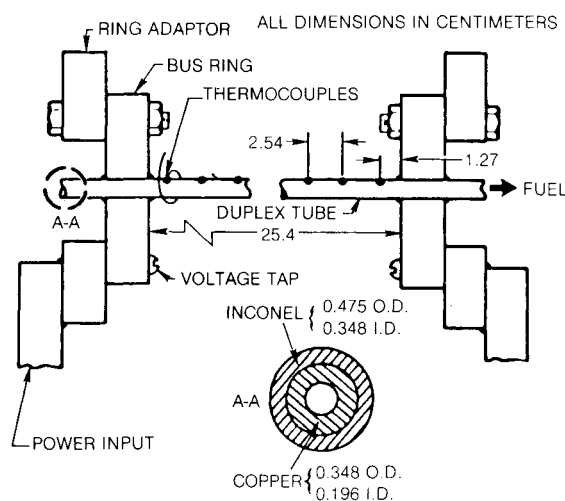 RING ADAPTOR
ALL DIMENSIONS IN CENTIMETERS
BUS RING
THERMOCOUPLES
2.54
1.27
FUEL
A-A
DUPLEX TUBE
25.4
VOLTAGE TAP
INCONEL { 0.475 O.D.
0.348 I.D.
A-A
POWER INPUT
COPPER { 0.348 O.D.
0.196 I.D.